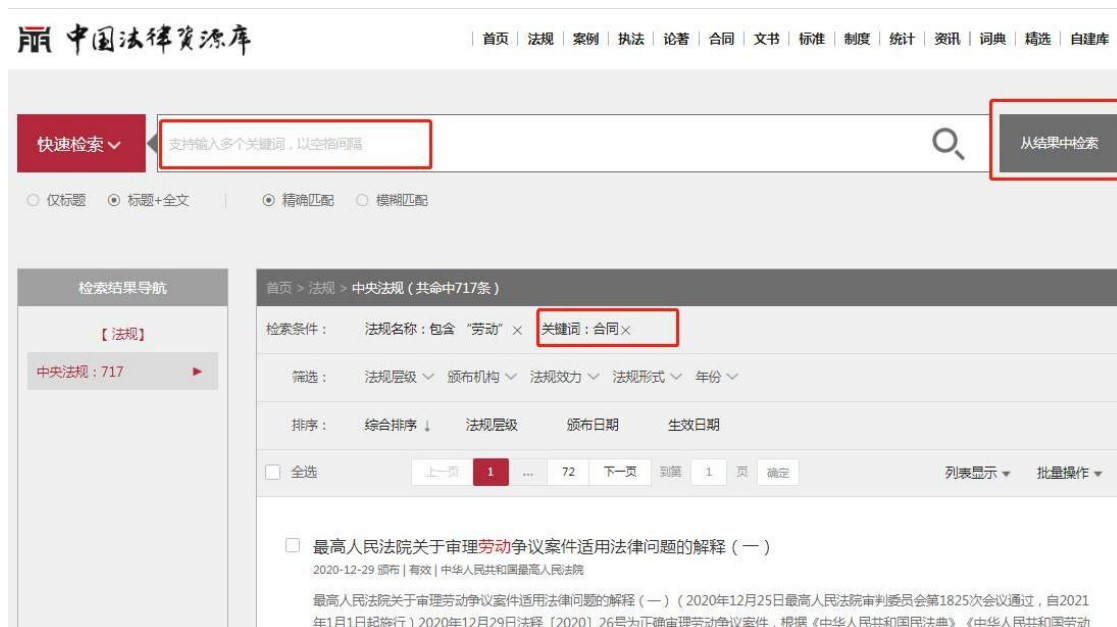 中国法律资源库
首页 | 法规 | 案例 | 执法 | 论著 | 合同 | 文书 | 标准 | 制度 | 统计 | 资讯 | 词典 | 精选 | 自建库
快速检索
支持输入多个关键词，以空格间隔
从结果中检索
仅标题 标题+全文 | 精确匹配 模糊匹配
检索结果导航
【法规】
中央法规：717
首页 > 法规 > 中央法规（共命中717条）
检索条件： 法规名称：包含 “劳动” × 关键词：合同×
筛选： 法规层级 颁布机构 法规效力 法规形式 年份
排序： 综合排序↓ 法规层级 颁布日期 生效日期
全选 上一页 1 ... 72 下一页 到第 1 页 确定 列表显示 批量操作
最高人民法院关于审理劳动争议案件适用法律问题的解释（一）
2020-12-29 颁布 | 有效 | 中华人民共和国最高人民法院
最高人民法院关于审理劳动争议案件适用法律问题的解释（一）（2020年12月25日最高人民法院审判委员会第1825次会议通过，自2021
年1月1日起施行）2020年12月29日法释［2020］26号为正确审理劳动争议案件，根据《中华人民共和国民法典》《中华人民共和国劳动